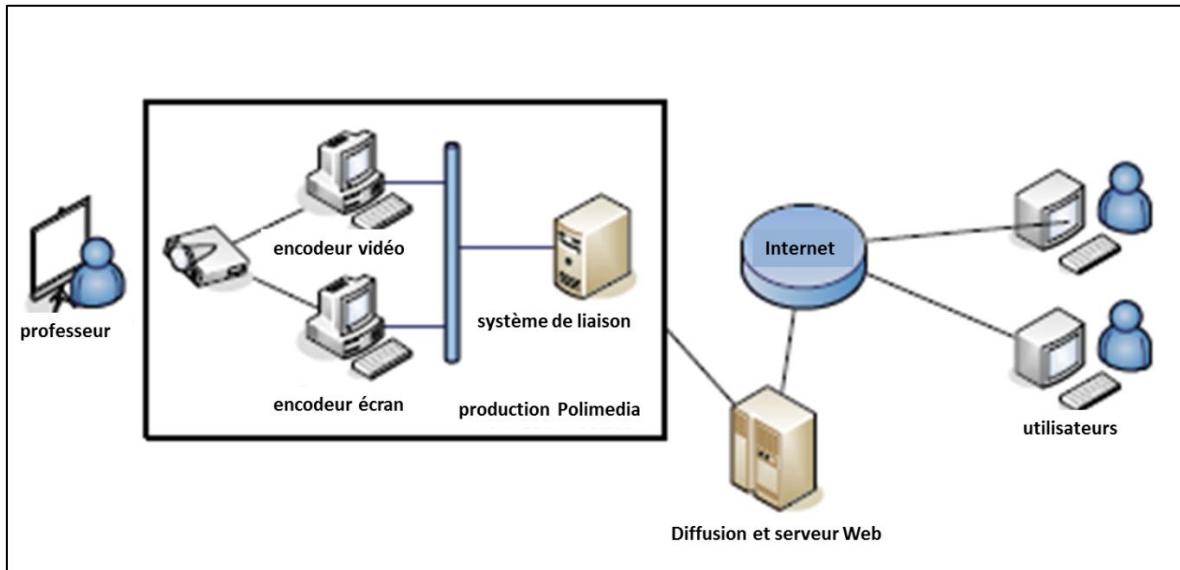 professeur
encodeur vidéo
encodeur écran
système de liaison
production Polimedia
Internet
Diffusion et serveur Web
utilisateurs